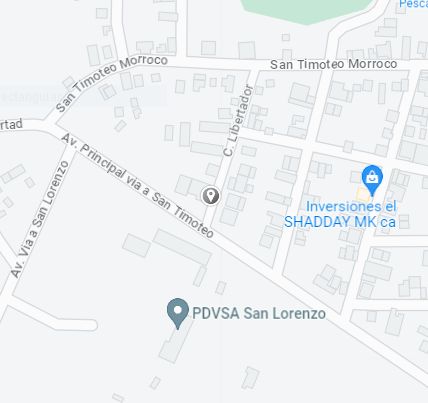 Pesca
San Timoteo Morroco
San Timoteo Morroco
ertad
C. Libertador
Av. Principal via a San Timoteo
Av. Via a San Lorenzo
Inversiones el
SHADDAY MK ca
PDVSA San Lorenzo